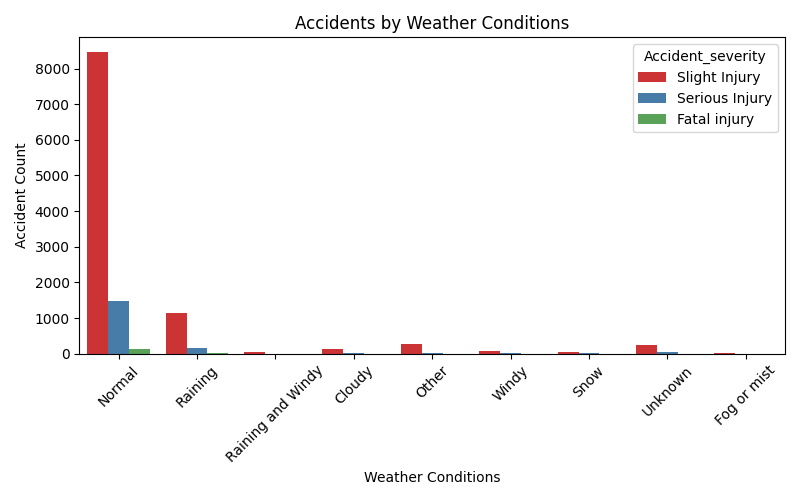 Accidents by Weather Conditions
Accident_severity
Slight Injury
Serious Injury
Fatal injury
Accident Count
8000
7000
6000
5000
4000
3000
2000
1000
0
Normal
Raining
Raining and Windy
Cloudy
Other
Windy
Snow
Unknown
Fog or mist
Weather Conditions